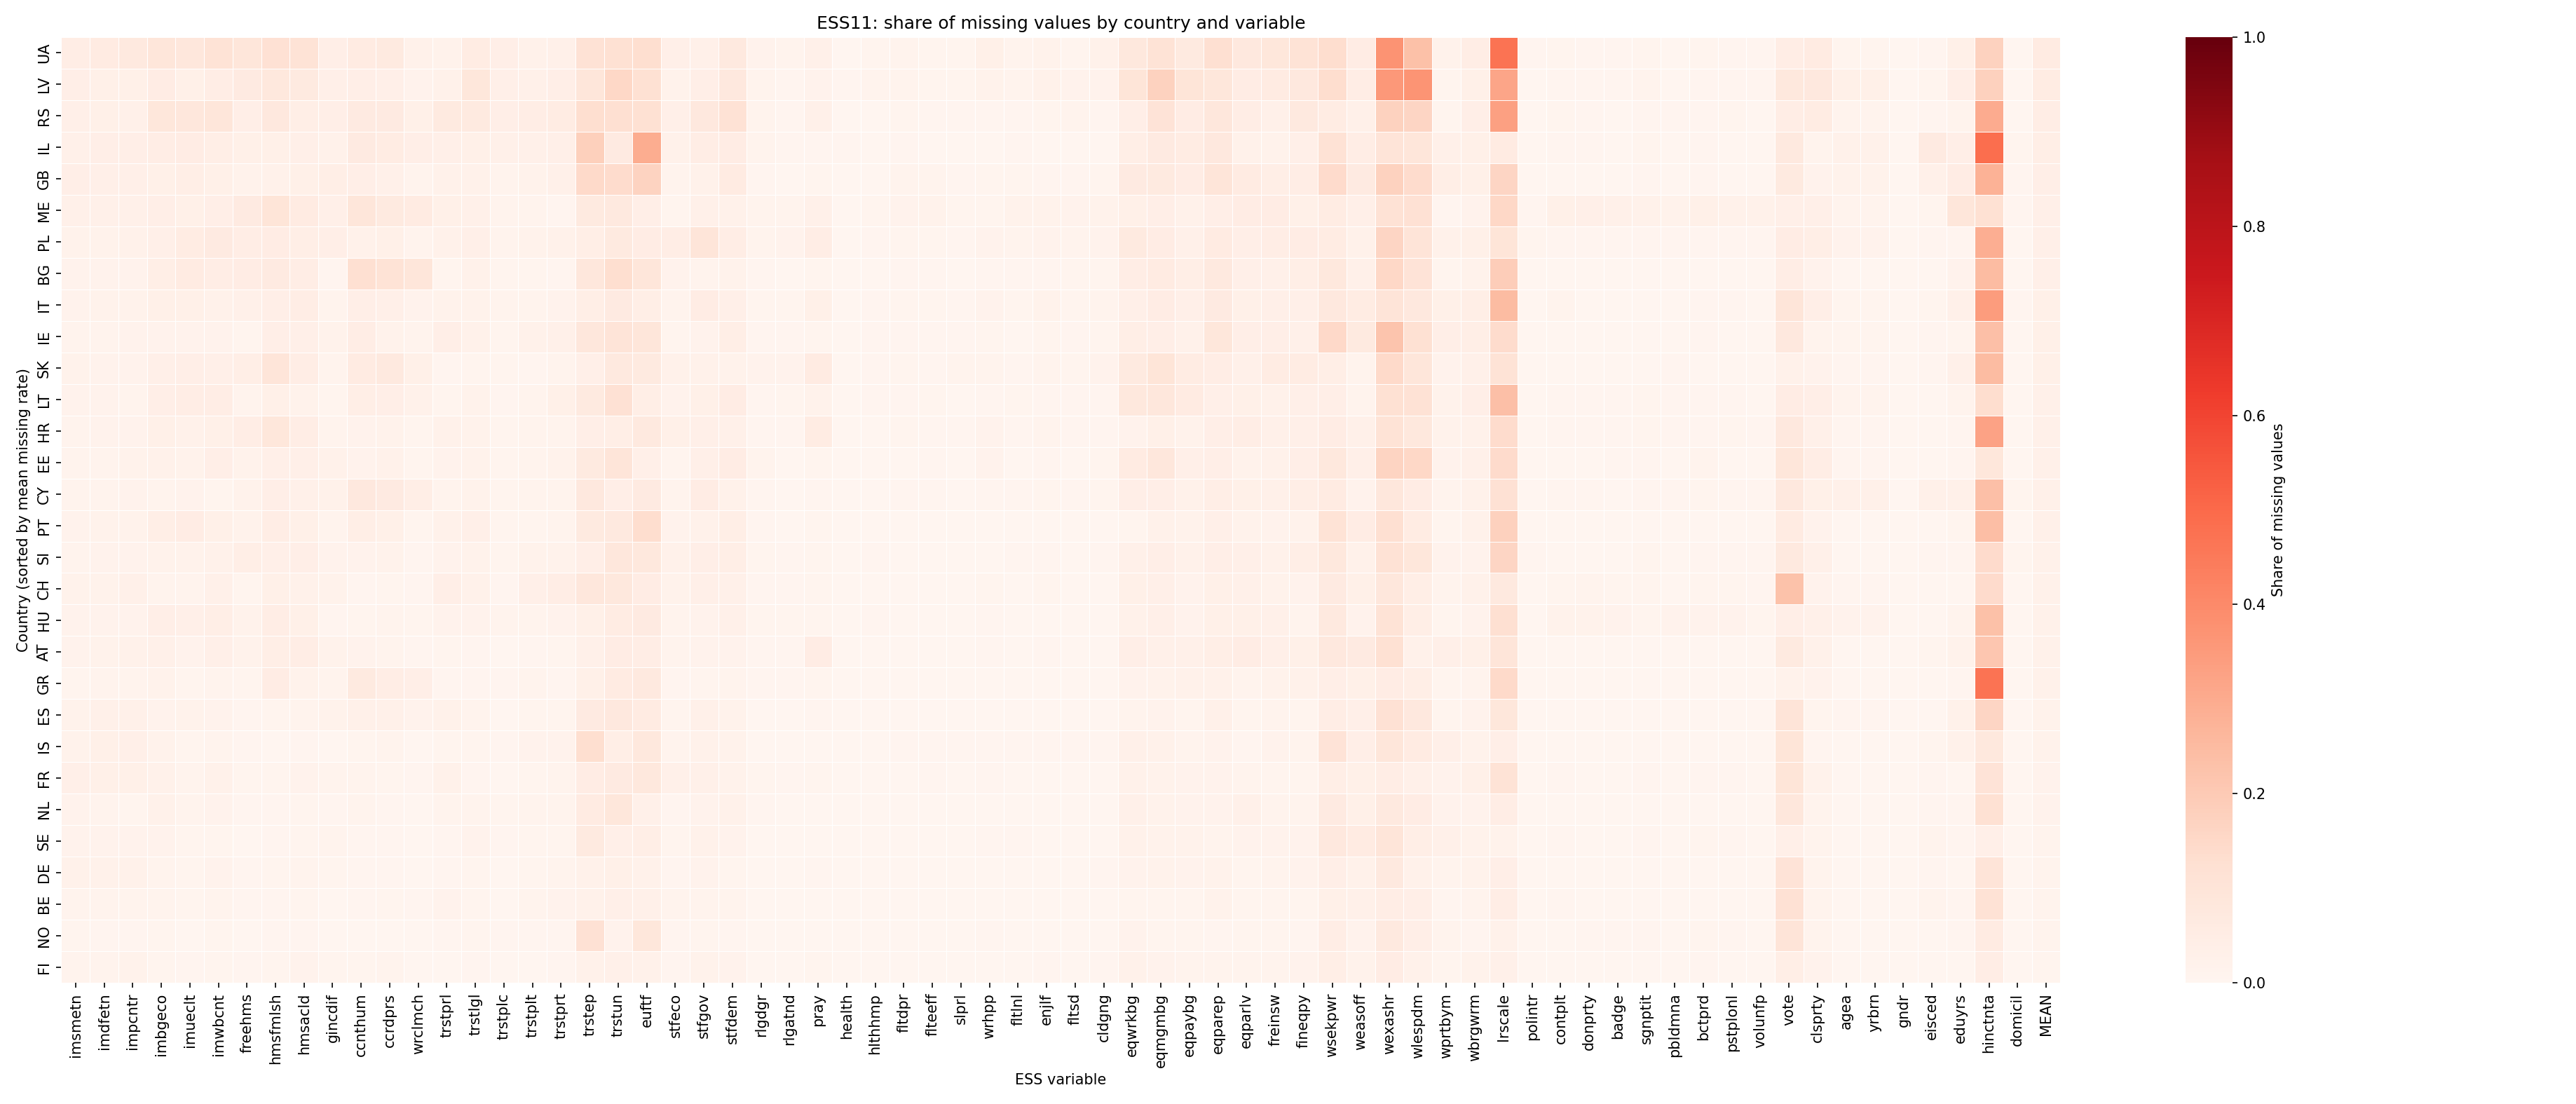 ESS11: share of missing values by country and variable
Country (sorted by mean missing rate)
UA
LV
RS
IL
GB
ME
PL
BG
IT
IE
SK
LT
HR
EE
CY
PT
SI
CH
HU
AT
GR
ES
IS
FR
NL
SE
DE
BE
NO
FI
imsmetn
imdfetn
impcntr
imbgeco
imueclt
imwbcnt
freehms
hmsfmlsh
hmsacld
gincdif
ccnthum
ccrdprs
wrclmch
trstprl
trstlgl
trstplc
trstplt
trstprt
trstep
trstun
euftf
stfeco
stfgov
stfdem
rlgdgr
rlgatnd
pray
health
hlthhmp
fltdpr
flteeff
slprl
wrhpp
fltlnl
enjlf
fltsd
cldgng
eqwrkbg
eqmgmbg
eqpaybg
eqparep
eqparlv
freinsw
fineqpy
wsekpwr
weasoff
wexashr
wlespdm
wprtbym
wbrgwrm
lrscale
polintr
contplt
donprty
badge
sgnptit
pbldmna
bctprd
pstplonl
volunfp
vote
clsprty
agea
yrbrn
gndr
eisced
eduyrs
hinctnta
domicil
MEAN
ESS variable
1.0
0.8
0.6
0.4
0.2
0.0
Share of missing values